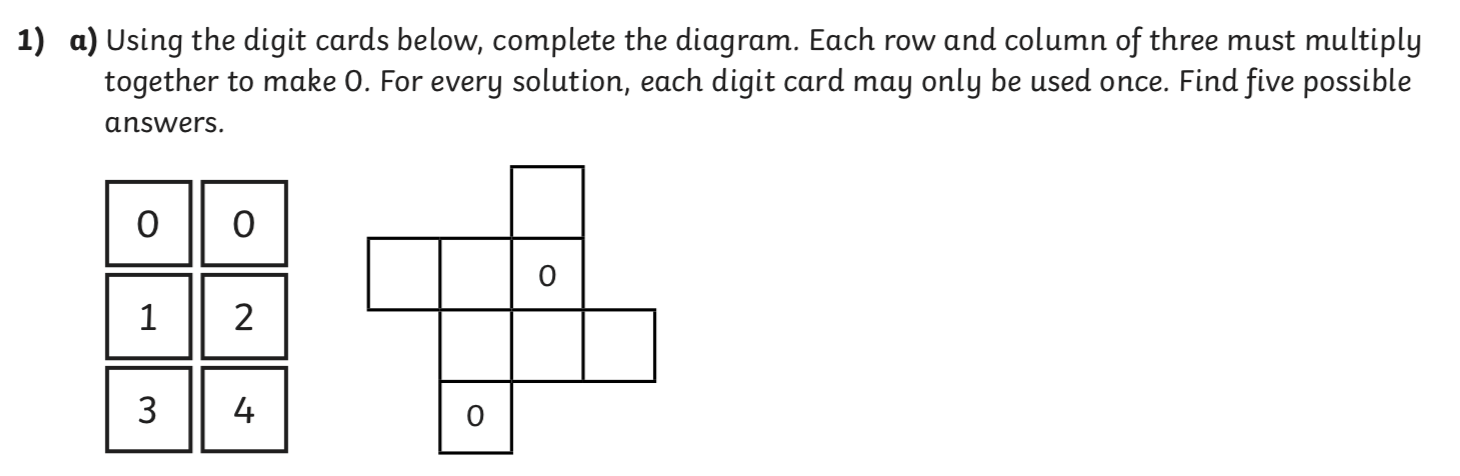 1) a) Using the digit cards below, complete the diagram. Each row and column of three must multiply
together to make 0. For every solution, each digit card may only be used once. Find five possible
answers.
0 0
1 2
3 4
0
0